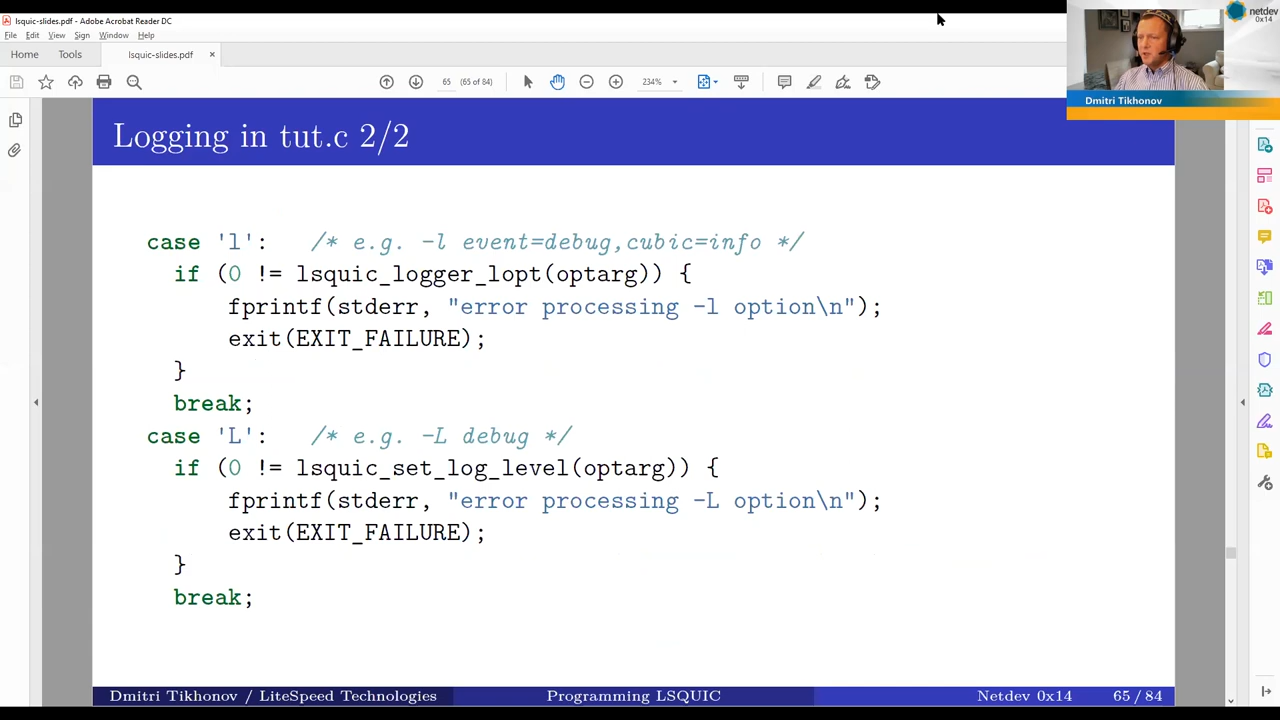 lsquic-slides.pdf - Adobe Acrobat Reader DC
File Edit View Sign Window Help
Home Tools lsquic-slides.pdf ×
65 (65 of 84) 234%
netdev
0x14
Dmitri Tikhonov
Logging in tut.c 2/2
case 'l': /* e.g. -l event=debug,cubic=info */
if (0 != lsquic_logger_lopt(optarg)) {
fprintf(stderr, "error processing -l option\n");
exit(EXIT_FAILURE);
}
break;
case 'L': /* e.g. -L debug */
if (0 != lsquic_set_log_level(optarg)) {
fprintf(stderr, "error processing -L option\n");
exit(EXIT_FAILURE);
}
break;
Dmitri Tikhonov / LiteSpeed Technologies Programming LSQUIC Netdev 0x14 65 / 84